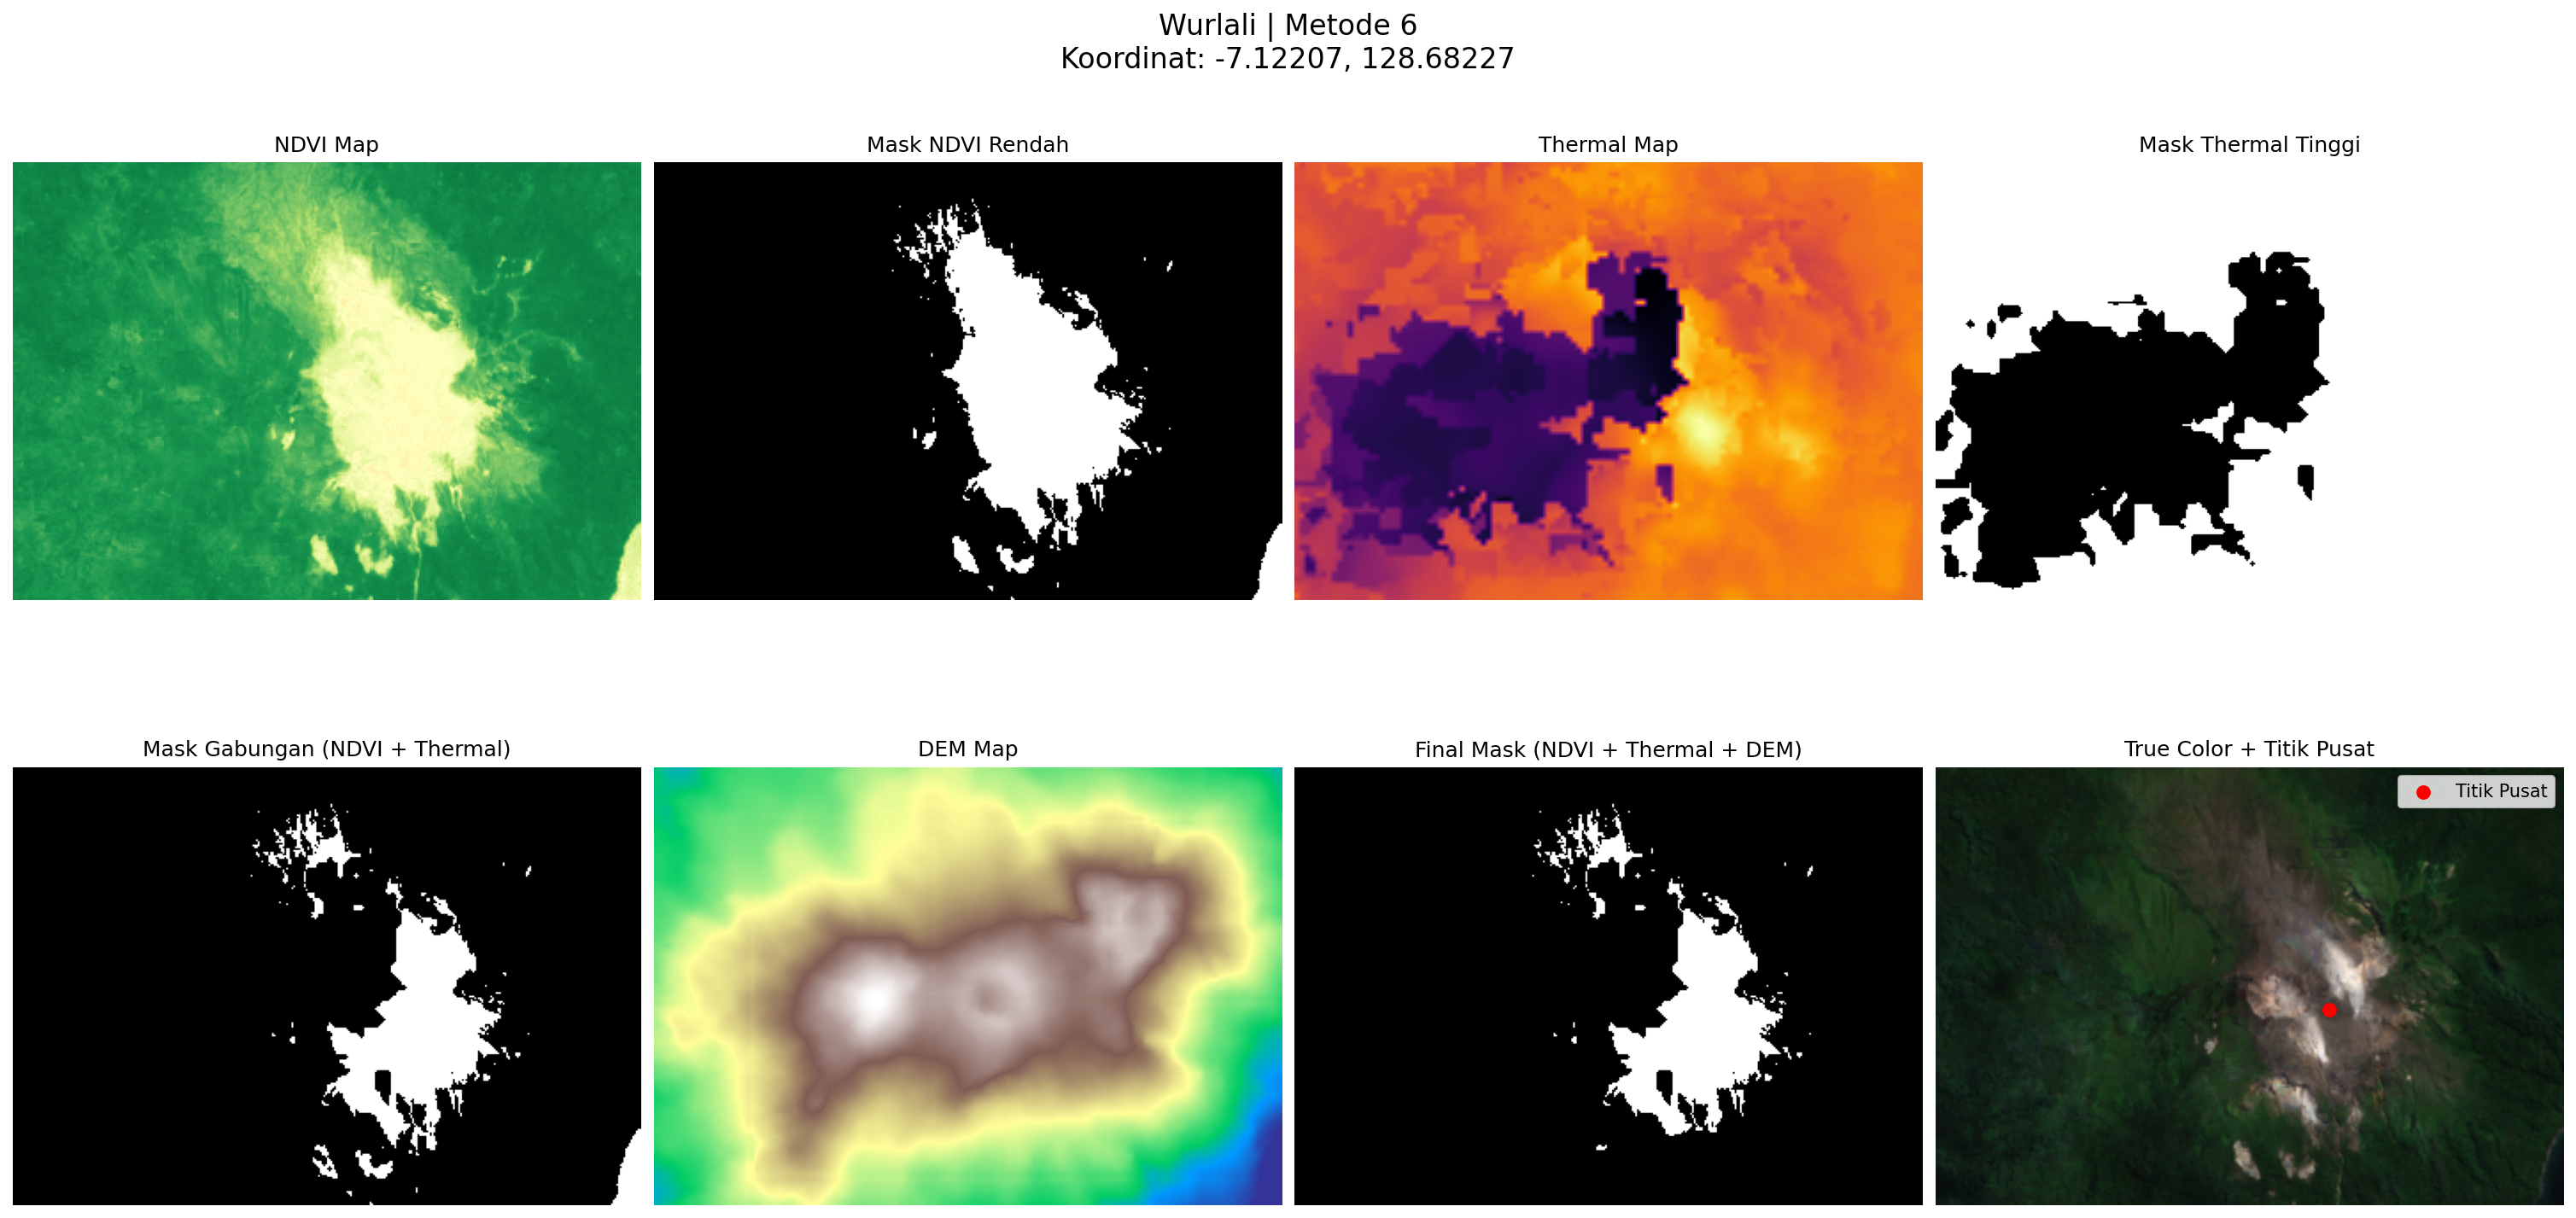 Wurlali | Metode 6
Koordinat: -7.12207, 128.68227
NDVI Map
Mask NDVI Rendah
Thermal Map
Mask Thermal Tinggi
Mask Gabungan (NDVI + Thermal)
DEM Map
Final Mask (NDVI + Thermal + DEM)
True Color + Titik Pusat
Titik Pusat